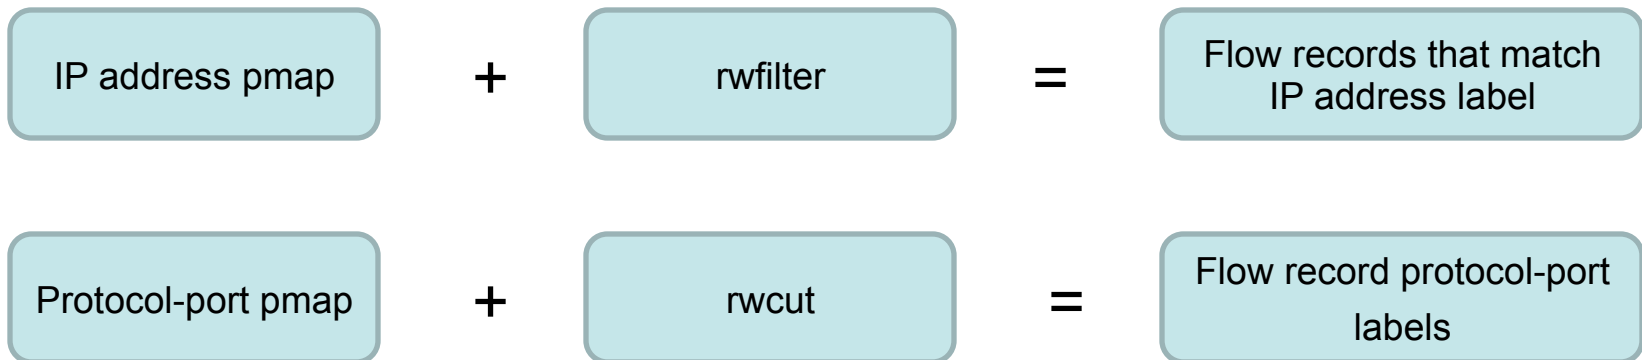 IP address pmap + rwfilter = Flow records that match
IP address label
Protocol-port pmap + rwcut = Flow record protocol-port
labels